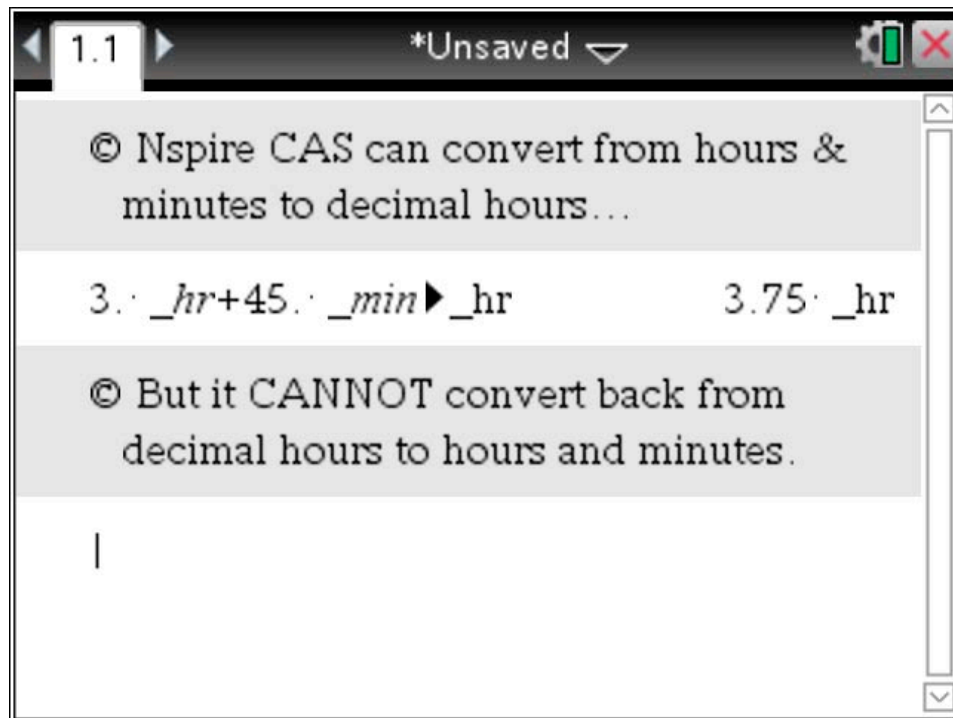 1.1 *Unsaved
© Nspire CAS can convert from hours &
minutes to decimal hours...
3.· _hr+45.· _min▶_hr 3.75· _hr
© But it CANNOT convert back from
decimal hours to hours and minutes.